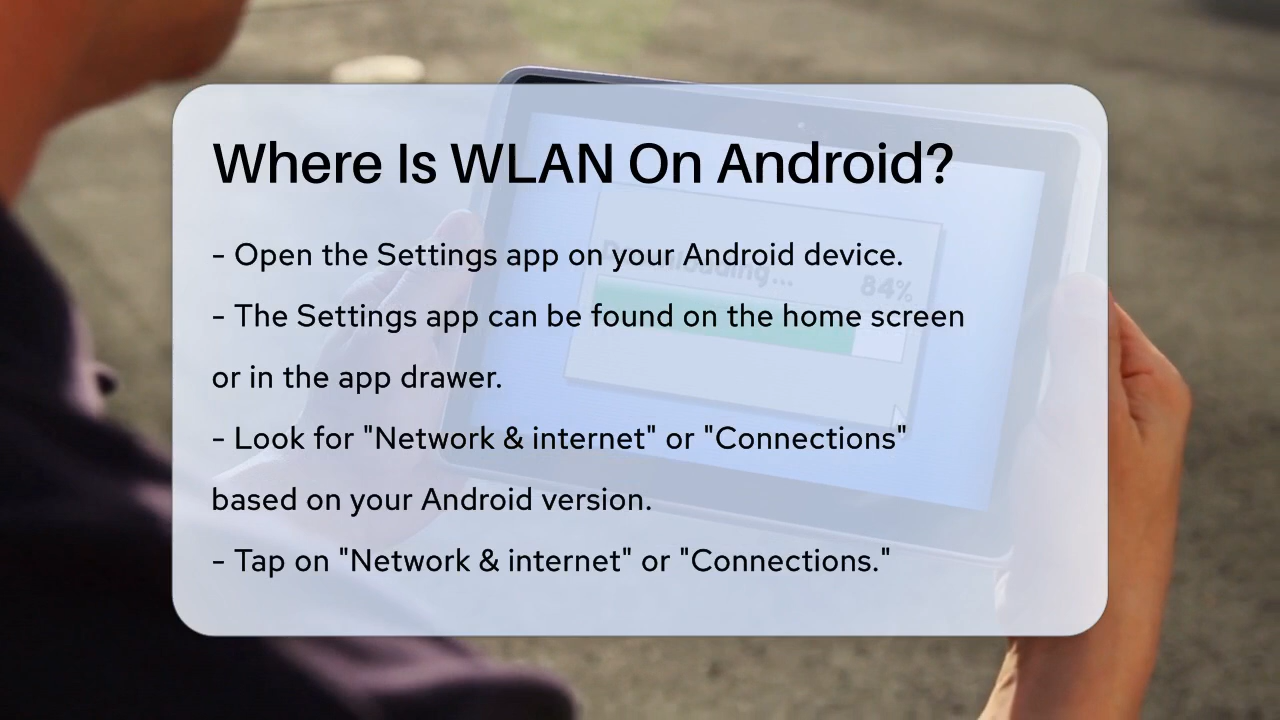 Where Is WLAN On Android?
- Open the Settings app on your Android device.
- The Settings app can be found on the home screen
or in the app drawer.
- Look for "Network & internet" or "Connections"
based on your Android version.
- Tap on "Network & internet" or "Connections."
Downloading...
84%